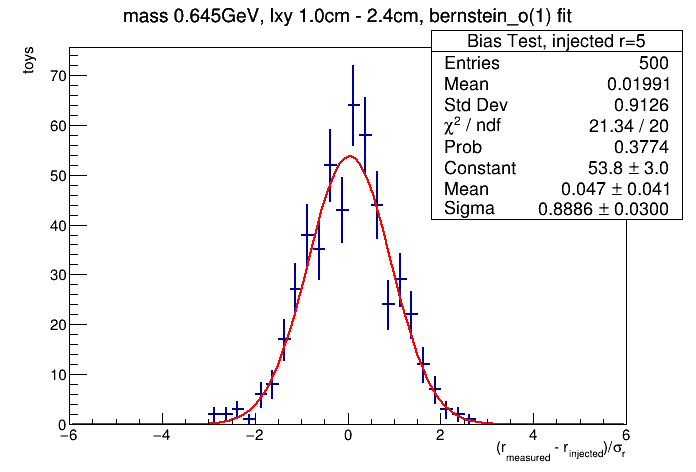 mass 0.645GeV, lxy 1.0cm - 2.4cm, bernstein_o(1) fit
toys
Bias Test, injected r=5
Entries 500
Mean 0.01991
Std Dev 0.9126
χ² / ndf 21.34 / 20
Prob 0.3774
Constant 53.8 ± 3.0
Mean 0.047 ± 0.041
Sigma 0.8886 ± 0.0300
70
60
50
40
30
20
10
0
−6 −4 −2 0 2 4 6
(r_measured - r_injected)/σ_r